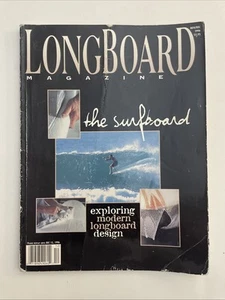 LONGBOARD
MAGAZINE
the surfboard
exploring
modern
longboard
design